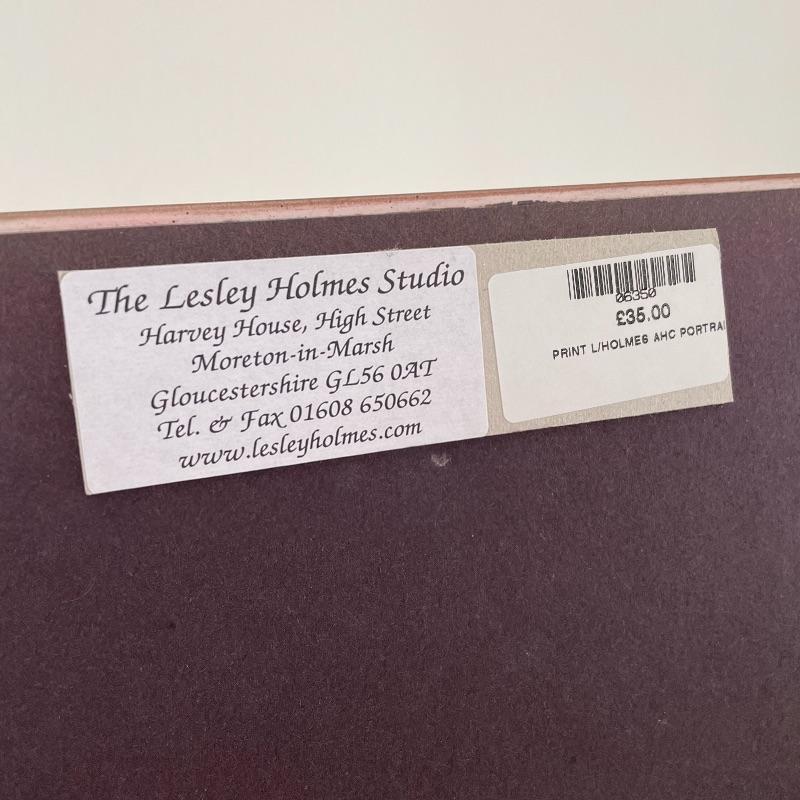 The Lesley Holmes Studio
Harvey House, High Street
Moreton-in-Marsh
Gloucestershire GL56 0AT
Tel. & Fax 01608 650662
www.lesleyholmes.com
06350
£35.00
PRINT L/HOLMES AHC PORTRAI